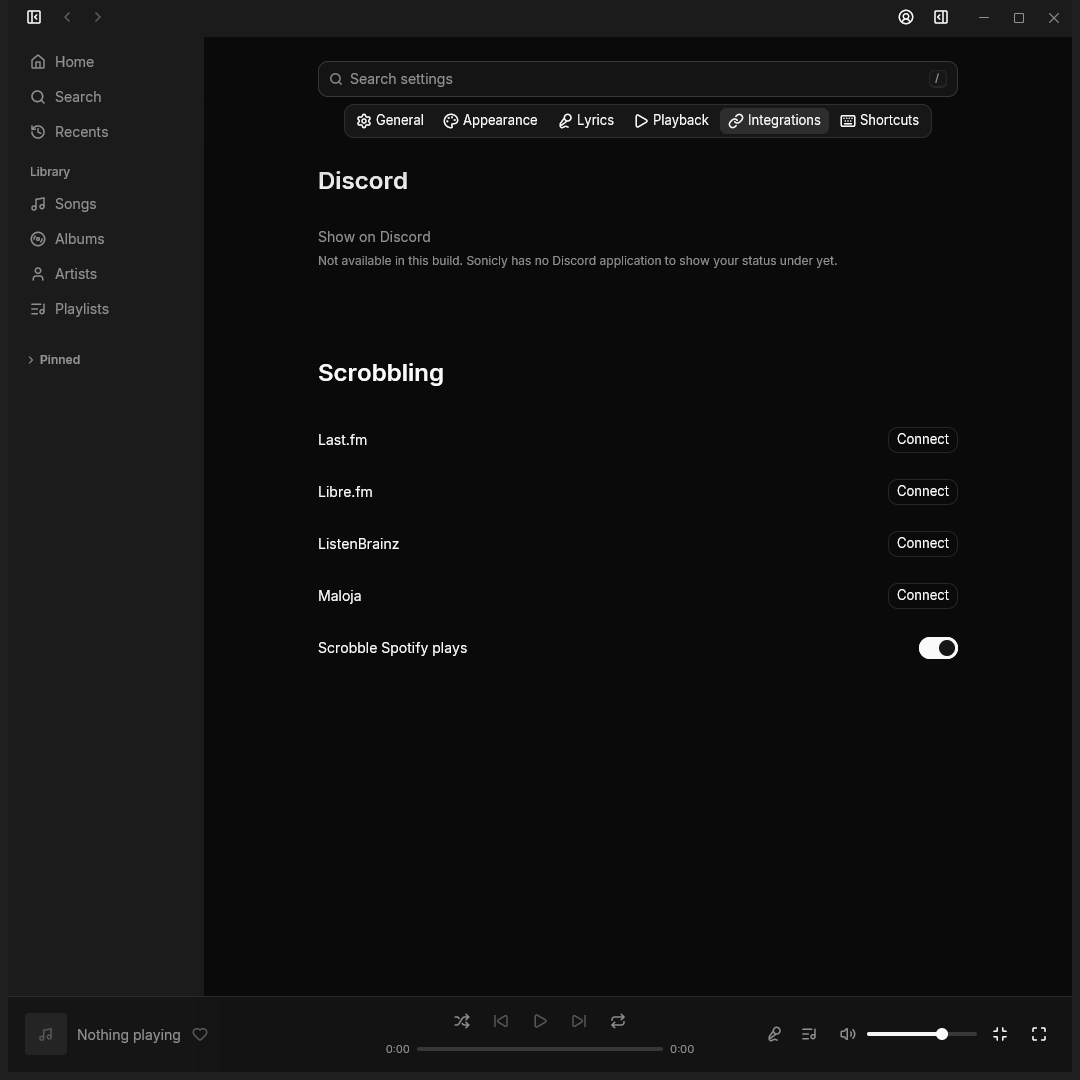 Home
Search
Recents
Library
Songs
Albums
Artists
Playlists
Pinned
Search settings /
General Appearance Lyrics Playback Integrations Shortcuts
Discord
Show on Discord
Not available in this build. Sonicly has no Discord application to show your status under yet.
Scrobbling
Last.fm Connect
Libre.fm Connect
ListenBrainz Connect
Maloja Connect
Scrobble Spotify plays
Nothing playing
0:00 0:00